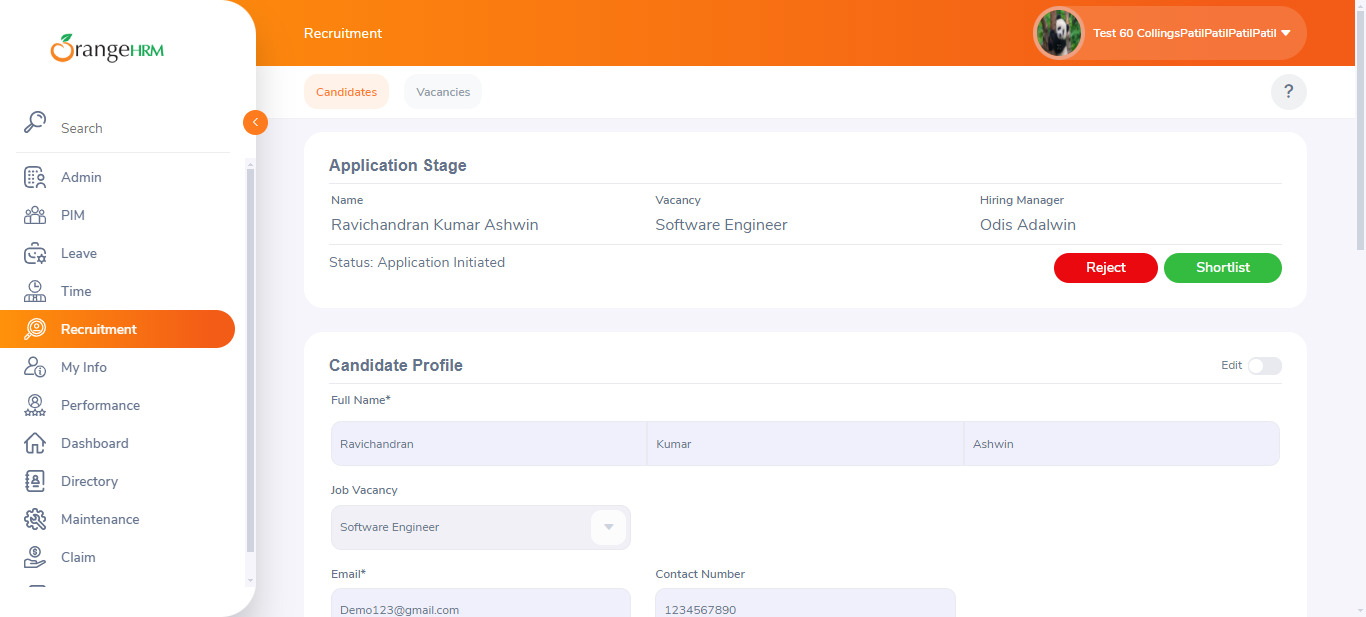 OrangeHRM
Search
Admin
PIM
Leave
Time
Recruitment
My Info
Performance
Dashboard
Directory
Maintenance
Claim
Recruitment
Test 60 CollingsPatilPatilPatilPatil
Candidates
Vacancies
?
Application Stage
Name
Vacancy
Hiring Manager
Ravichandran Kumar Ashwin
Software Engineer
Odis Adalwin
Status: Application Initiated
Reject
Shortlist
Candidate Profile
Edit
Full Name*
Ravichandran
Kumar
Ashwin
Job Vacancy
Software Engineer
Email*
Contact Number
Demo123@gmail.com
1234567890